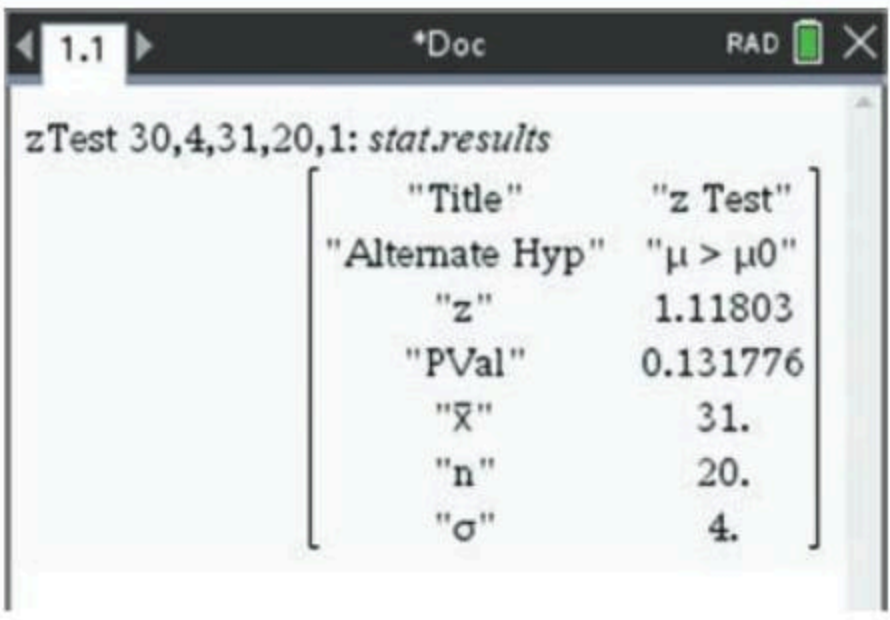 1.1 *Doc RAD
zTest 30,4,31,20,1: stat.results
"Title" "z Test"
"Alternate Hyp" "μ > μ0"
"z" 1.11803
"PVal" 0.131776
"x̄" 31.
"n" 20.
"σ" 4.